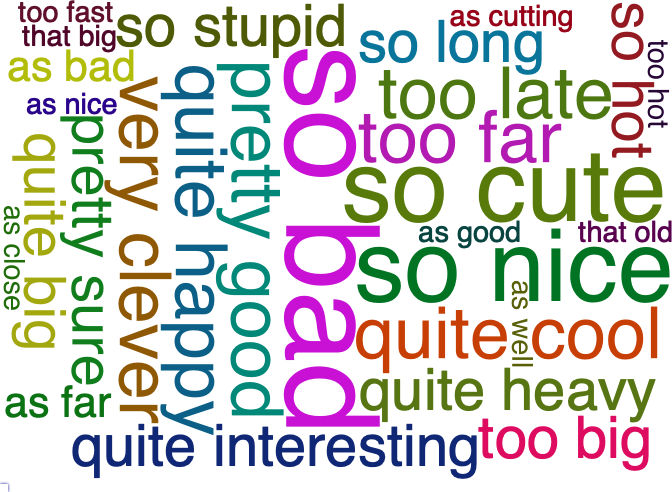 too fast
that big
so stupid
as cutting
so long
so hot
too hot
as bad
as nice
very clever
quite happy
pretty good
so bad
too late
too far
pretty sure
quite big
so cute
as close
as good
that old
so nice
as well
quite cool
quite heavy
as far
quite interesting
too big